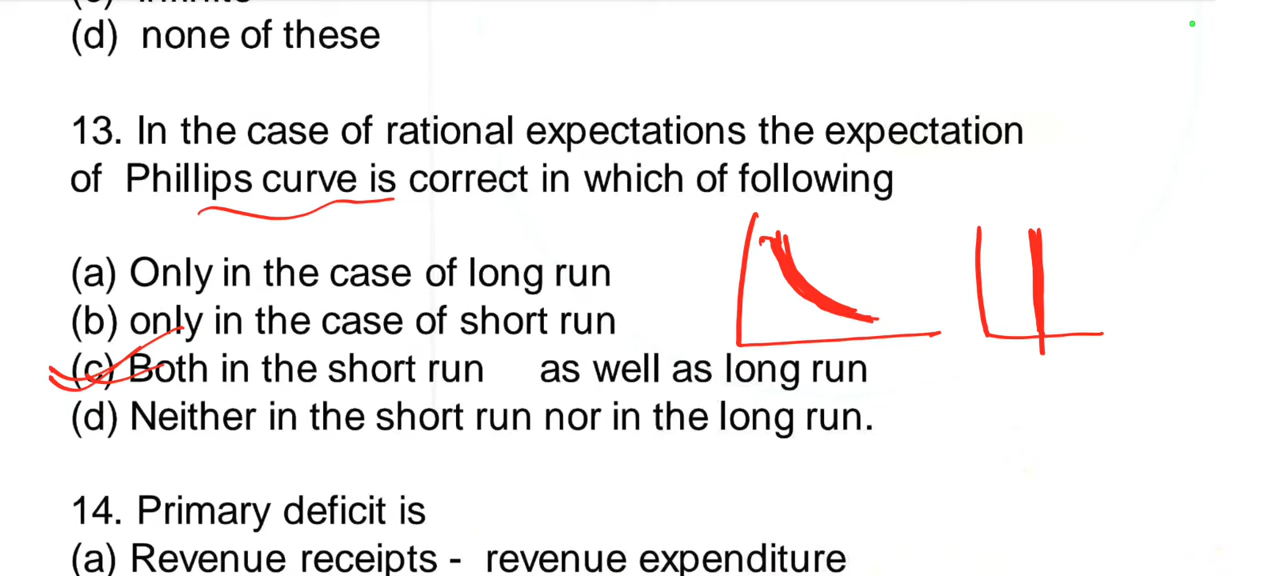 (d) none of these
13. In the case of rational expectations the expectation
of Phillips curve is correct in which of following
(a) Only in the case of long run
(b) only in the case of short run
(c) Both in the short run as well as long run
(d) Neither in the short run nor in the long run.
14. Primary deficit is
(a) Revenue receipts - revenue expenditure